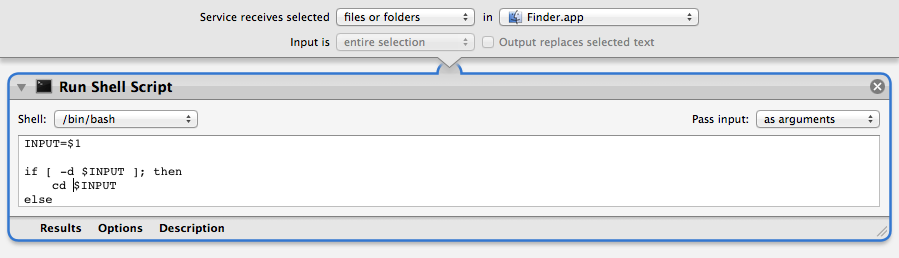 Service receives selected files or folders in Finder.app
Input is entire selection Output replaces selected text
Run Shell Script
Shell: /bin/bash Pass input: as arguments
INPUT=$1
if [ -d $INPUT ]; then
cd $INPUT
else
Results Options Description